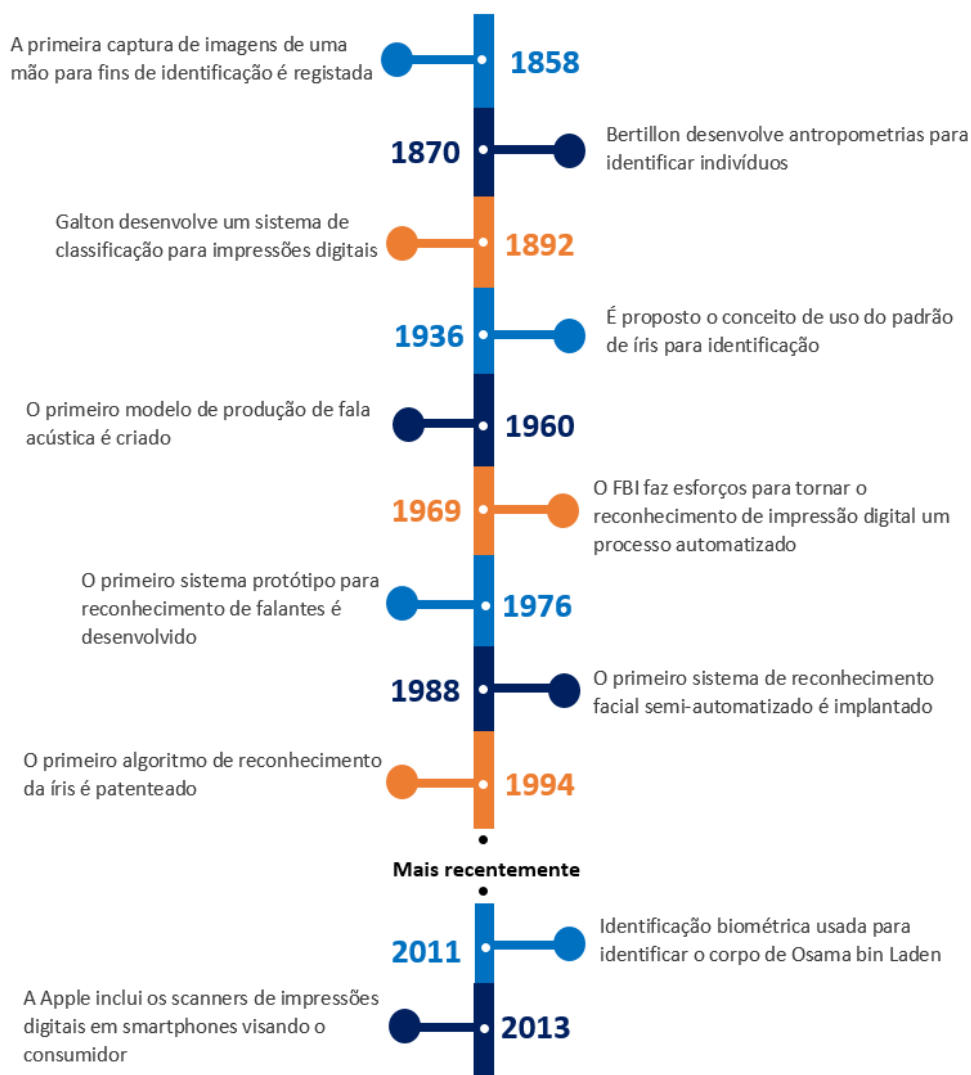 A primeira captura de imagens de uma
mão para fins de identificação é registada
1858
1870
Bertillon desenvolve antropometrias para
identificar indivíduos
Galton desenvolve um sistema de
classificação para impressões digitais
1892
1936
É proposto o conceito de uso do padrão
de íris para identificação
O primeiro modelo de produção de fala
acústica é criado
1960
1969
O FBI faz esforços para tornar o
reconhecimento de impressão digital um
processo automatizado
O primeiro sistema protótipo para
reconhecimento de falantes é
desenvolvido
1976
1988
O primeiro sistema de reconhecimento
facial semi-automatizado é implantado
O primeiro algoritmo de reconhecimento
da íris é patenteado
1994
Mais recentemente
2011
Identificação biométrica usada para
identificar o corpo de Osama bin Laden
A Apple inclui os scanners de impressões
digitais em smartphones visando o
consumidor
2013